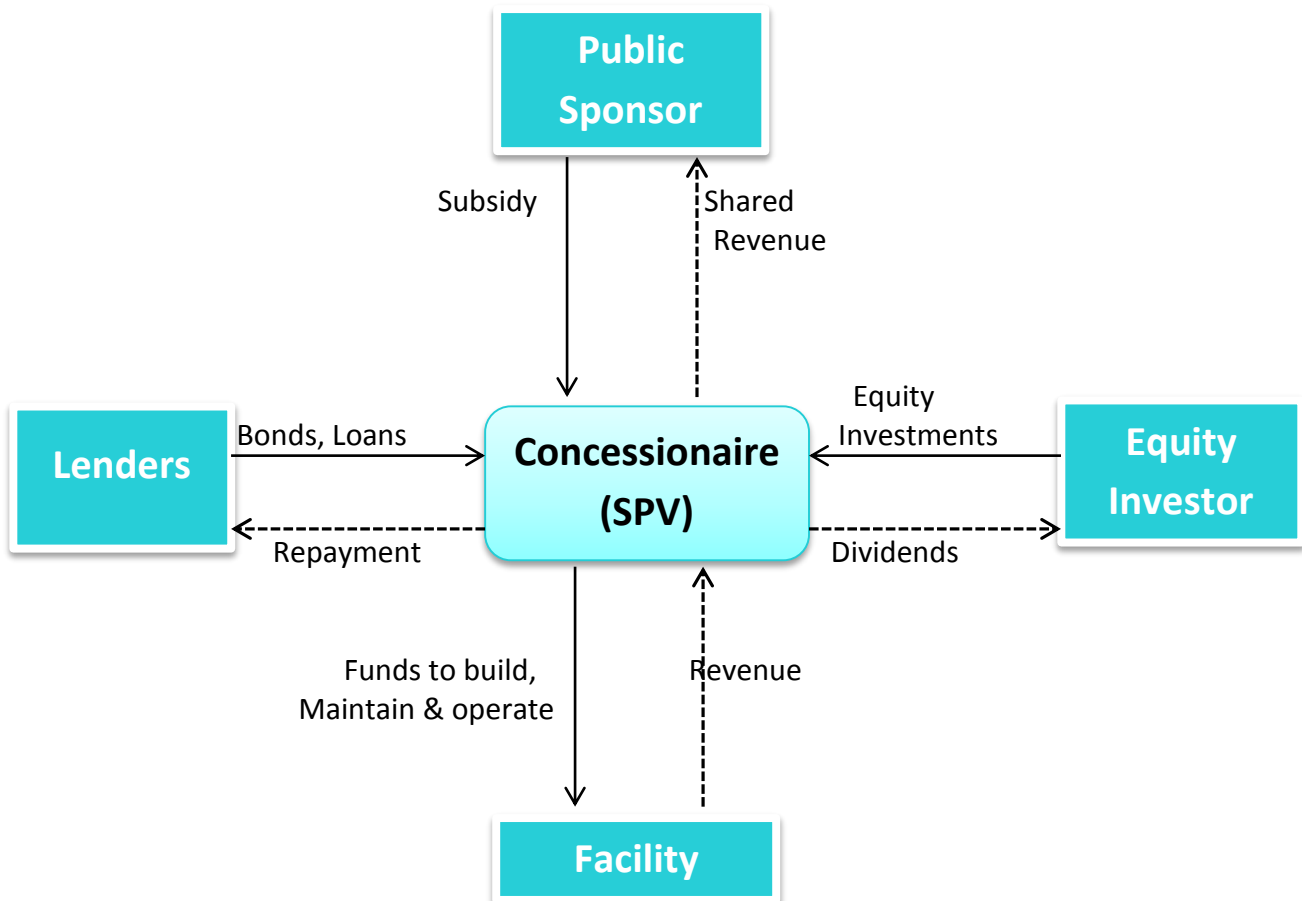 Public
Sponsor
Subsidy
Shared
Revenue
Equity
Investments
Bonds, Loans
Lenders
Concessionaire
(SPV)
Equity
Investor
Repayment
Dividends
Funds to build,
Maintain & operate
Revenue
Facility